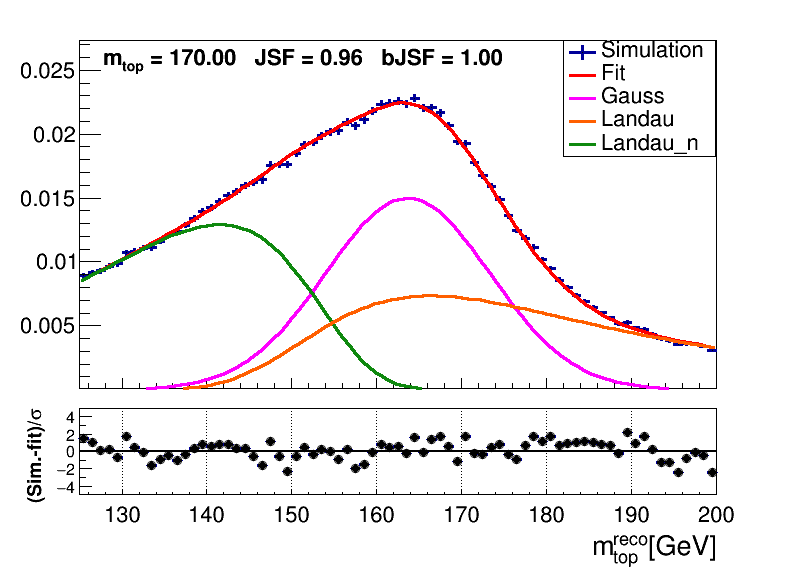 m_top = 170.00 JSF = 0.96 bJSF = 1.00
Simulation
Fit
Gauss
Landau
Landau_n
0.025
0.02
0.015
0.01
0.005
(Sim.-fit)/σ
4
2
0
−2
−4
130 140 150 160 170 180 190 200
m_top^reco[GeV]